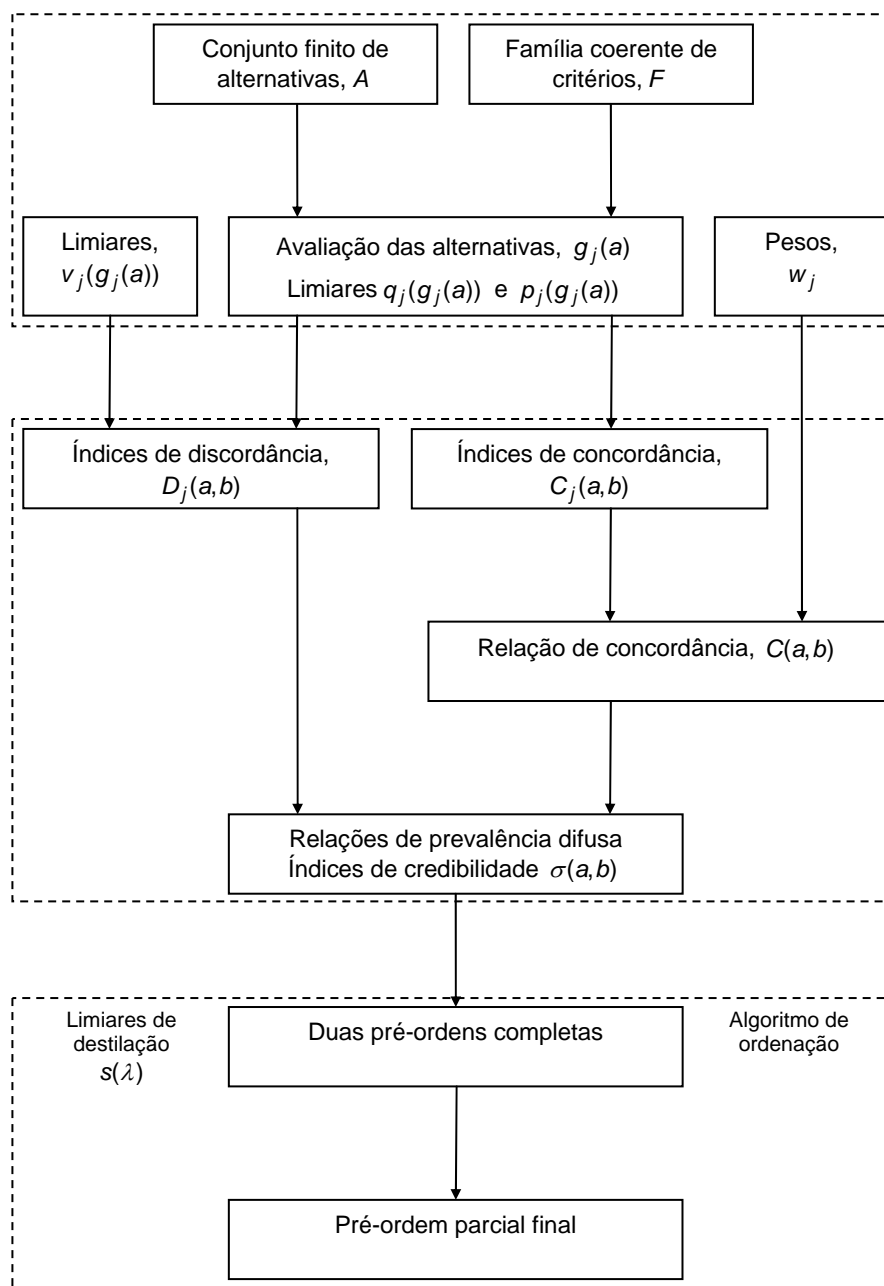 Conjunto finito de
alternativas, A
Família coerente de
critérios, F
Limiares,
v_j(g_j(a))
Avaliação das alternativas, g_j(a)
Limiares q_j(g_j(a)) e p_j(g_j(a))
Pesos,
w_j
Índices de discordância,
D_j(a,b)
Índices de concordância,
C_j(a,b)
Relação de concordância, C(a,b)
Relações de prevalência difusa
Índices de credibilidade σ(a,b)
Limiares de
destilação
s(λ)
Duas pré-ordens completas
Algoritmo de
ordenação
Pré-ordem parcial final